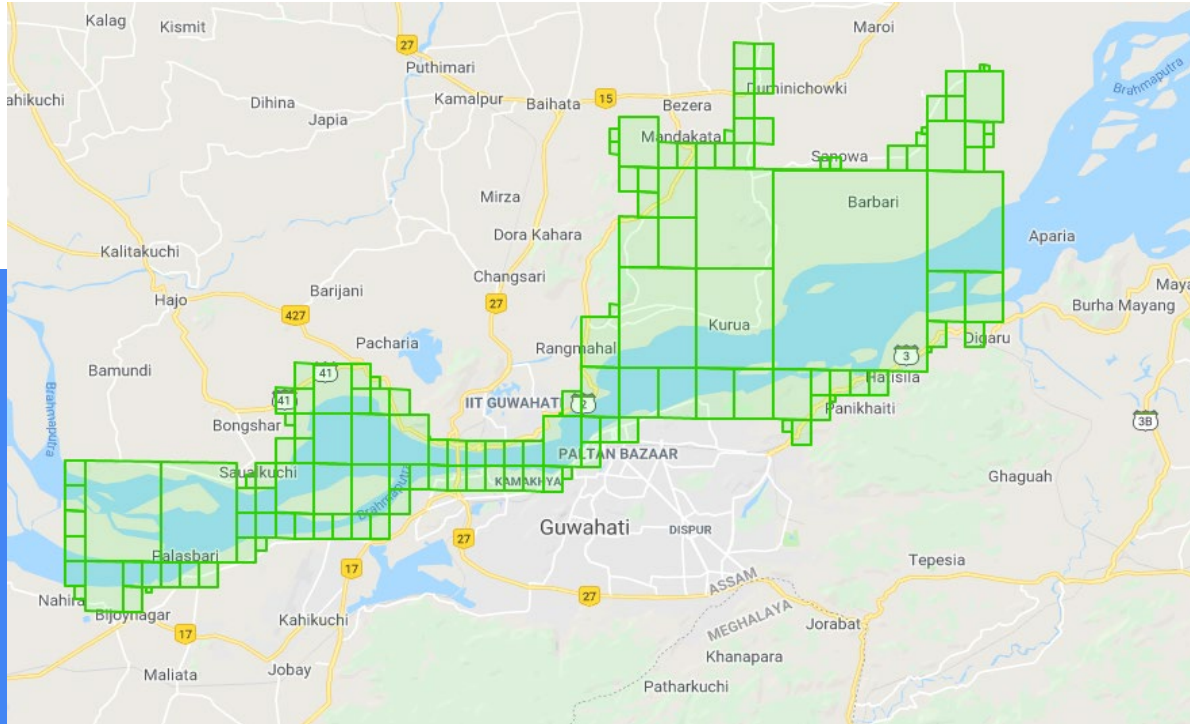 Kalag
Kismit
Maroi
27
Puthimari
Brahmaputra
ahikuchi
Dihina
Kamalpur
Baihata
15
Bezera
Duminichowki
Japia
Mandakata
Sanowa
Mirza
Barbari
Dora Kahara
Aparia
Kalitakuchi
Changsari
Hajo
Barijani
27
Maya
Burha Mayang
427
Kurua
Pacharia
Rangmahal
Digaru
3
Bamundi
41
Hatisila
41
IIT GUWAHATI
2
Panikhaiti
Brahmaputra
Bongshar
3B
PALTAN BAZAAR
Saualkuchi
KAMAKHYA
Ghaguah
Brahmaputra
Guwahati
DISPUR
27
Palasbari
Tepesia
17
ASSAM
Nahira
27
Bijoynagar
Kahikuchi
MEGHALAYA
Jorabat
17
Khanapara
Maliata
Jobay
Patharkuchi